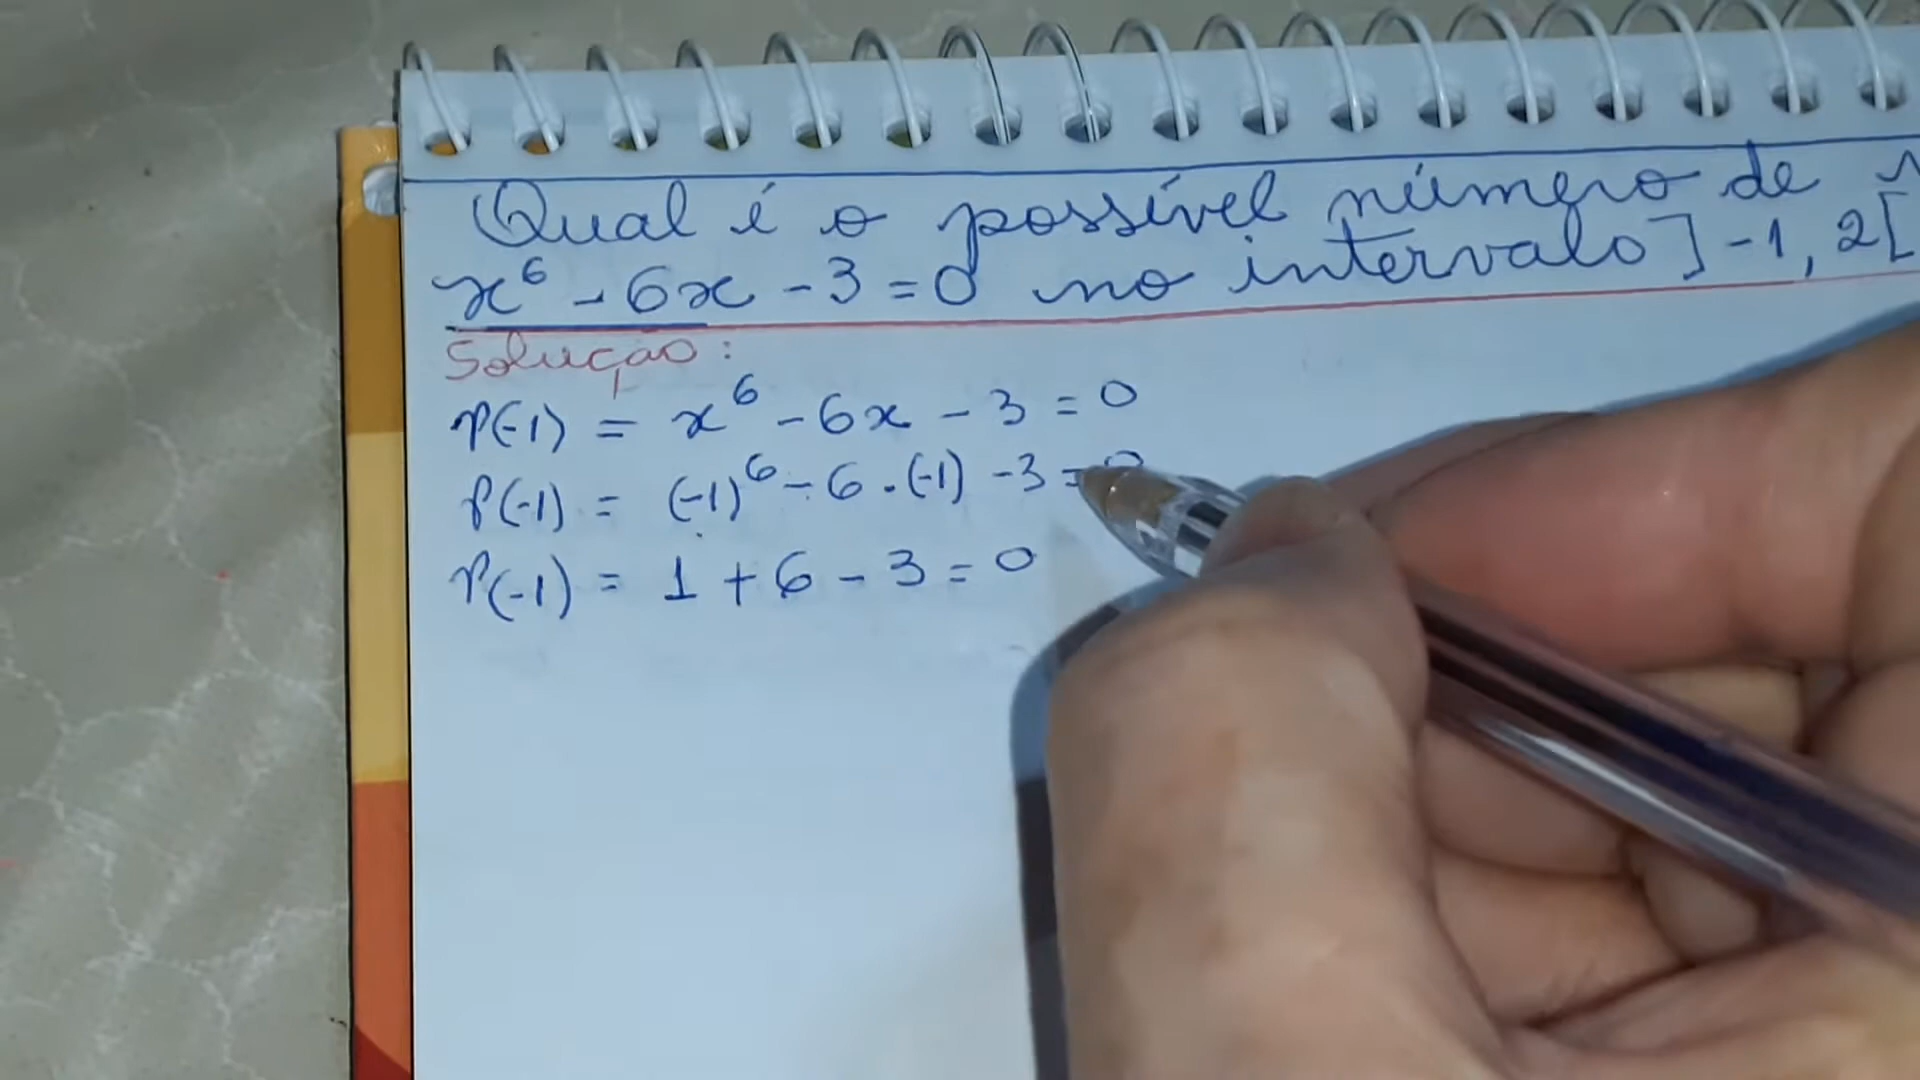 Qual é o possível número de
x⁶ - 6x - 3 = 0 no intervalo ]-1, 2[
Solução:
P(-1) = x⁶ - 6x - 3 = 0
P(-1) = (-1)⁶ - 6 . (-1) - 3 = 0
P(-1) = 1 + 6 - 3 = 0